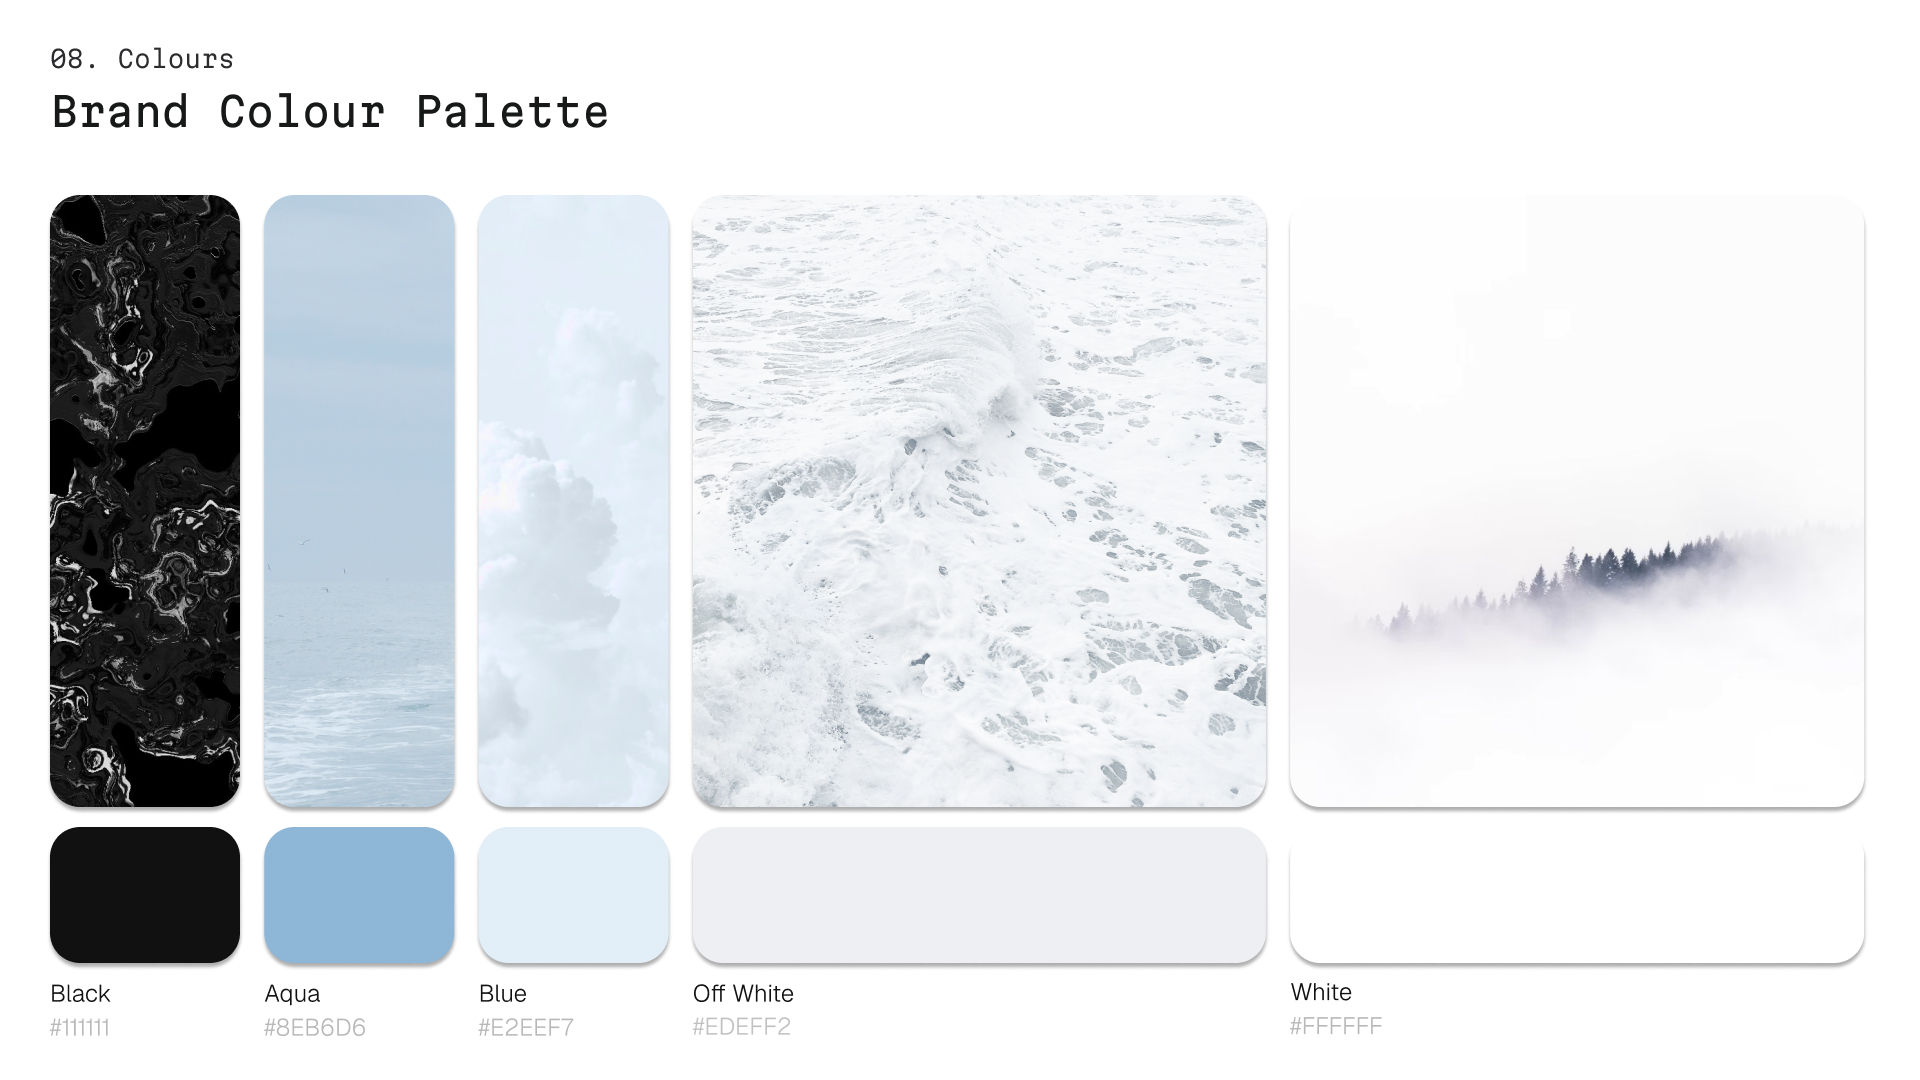 08. Colours
Brand Colour Palette
Black
#111111
Aqua
#8EB6D6
Blue
#E2EEF7
Off White
#EDEFF2
White
#FFFFFF